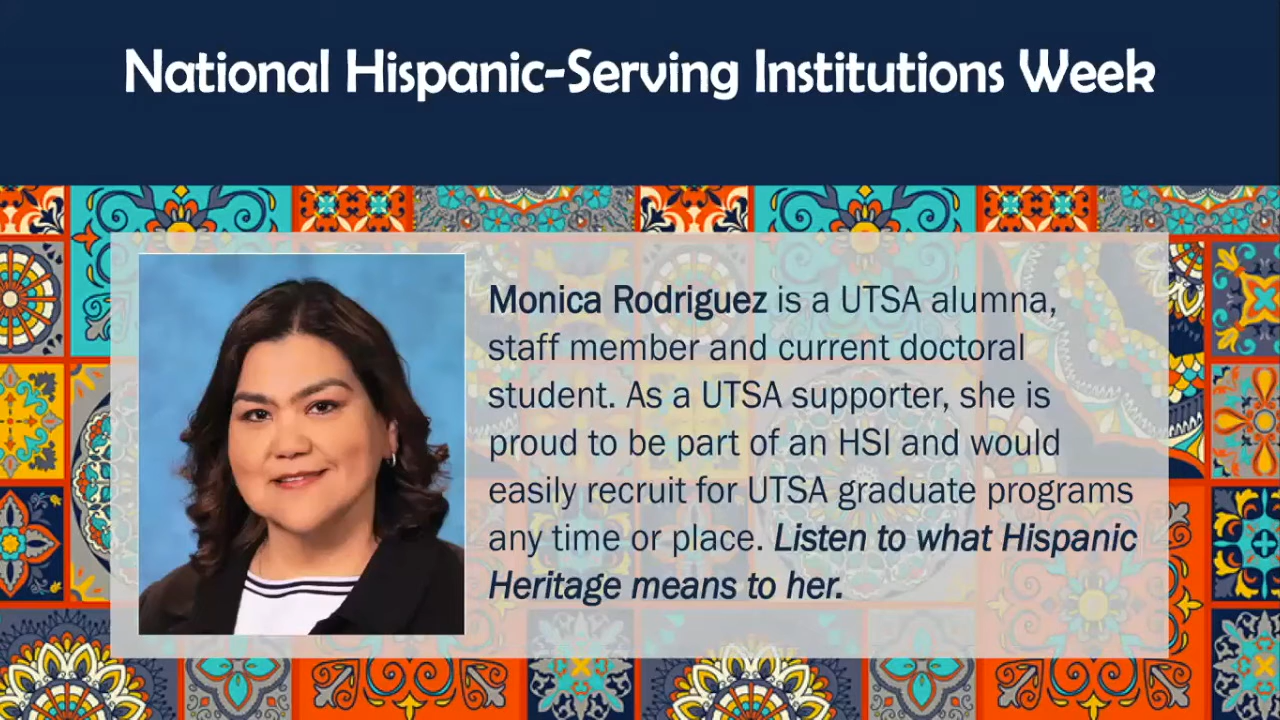 National Hispanic-Serving Institutions Week
Monica Rodriguez is a UTSA alumna,
staff member and current doctoral
student. As a UTSA supporter, she is
proud to be part of an HSI and would
easily recruit for UTSA graduate programs
any time or place. Listen to what Hispanic
Heritage means to her.